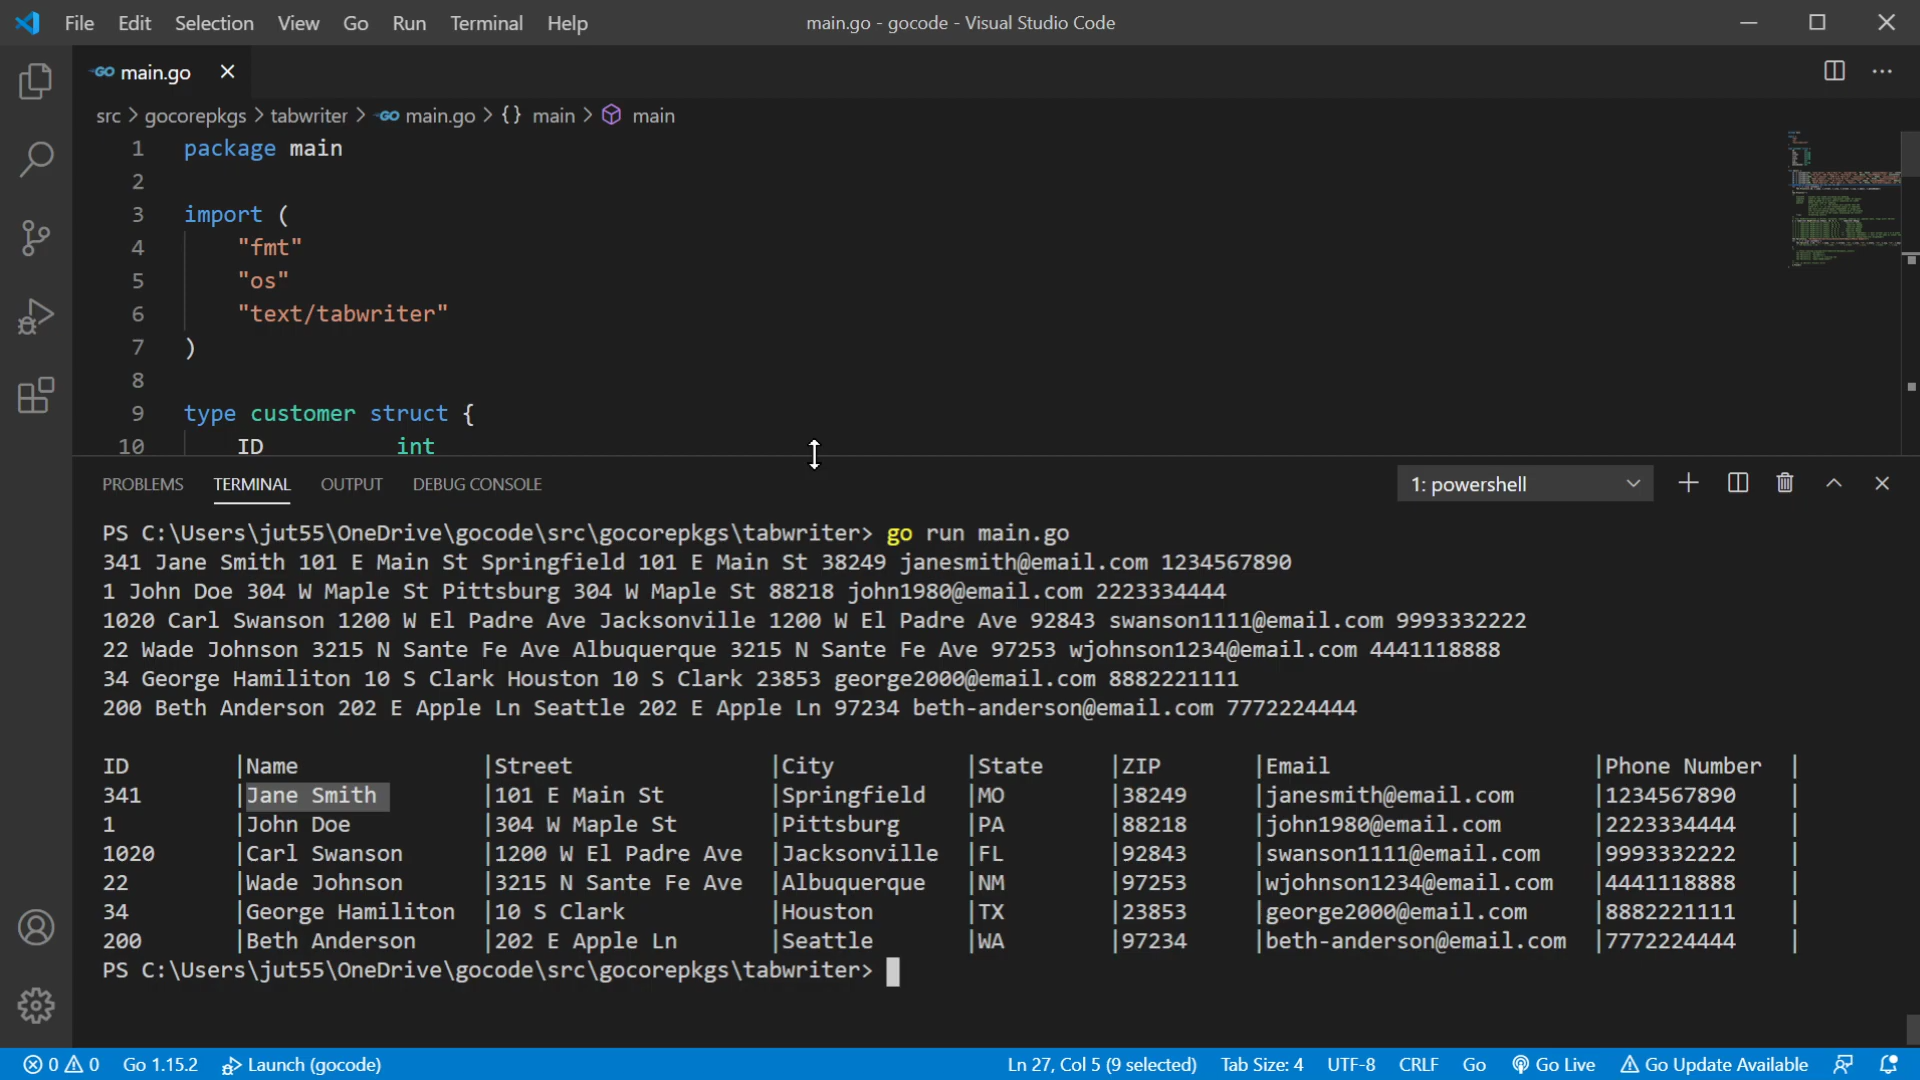 File Edit Selection View Go Run Terminal Help main.go - gocode - Visual Studio Code
main.go
src > gocorepkgs > tabwriter > main.go > {} main > main
1 package main
2
3 import (
4 "fmt"
5 "os"
6 "text/tabwriter"
7 )
8
9 type customer struct {
10 ID int
PROBLEMS TERMINAL OUTPUT DEBUG CONSOLE 1: powershell
PS C:\Users\jut55\OneDrive\gocode\src\gocorepkgs\tabwriter> go run main.go
341 Jane Smith 101 E Main St Springfield 101 E Main St 38249 janesmith@email.com 1234567890
1 John Doe 304 W Maple St Pittsburg 304 W Maple St 88218 john1980@email.com 2223334444
1020 Carl Swanson 1200 W El Padre Ave Jacksonville 1200 W El Padre Ave 92843 swanson1111@email.com 9993332222
22 Wade Johnson 3215 N Sante Fe Ave Albuquerque 3215 N Sante Fe Ave 97253 wjohnson1234@email.com 4441118888
34 George Hamiliton 10 S Clark Houston 10 S Clark 23853 george2000@email.com 8882221111
200 Beth Anderson 202 E Apple Ln Seattle 202 E Apple Ln 97234 beth-anderson@email.com 7772224444
ID |Name |Street |City |State |ZIP |Email |Phone Number |
341 |Jane Smith |101 E Main St |Springfield |MO |38249 |janesmith@email.com |1234567890 |
1 |John Doe |304 W Maple St |Pittsburg |PA |88218 |john1980@email.com |2223334444 |
1020 |Carl Swanson |1200 W El Padre Ave |Jacksonville |FL |92843 |swanson1111@email.com |9993332222 |
22 |Wade Johnson |3215 N Sante Fe Ave |Albuquerque |NM |97253 |wjohnson1234@email.com |4441118888 |
34 |George Hamiliton |10 S Clark |Houston |TX |23853 |george2000@email.com |8882221111 |
200 |Beth Anderson |202 E Apple Ln |Seattle |WA |97234 |beth-anderson@email.com |7772224444 |
PS C:\Users\jut55\OneDrive\gocode\src\gocorepkgs\tabwriter>
0 0 Go 1.15.2 Launch (gocode) Ln 27, Col 5 (9 selected) Tab Size: 4 UTF-8 CRLF Go Go Live Go Update Available